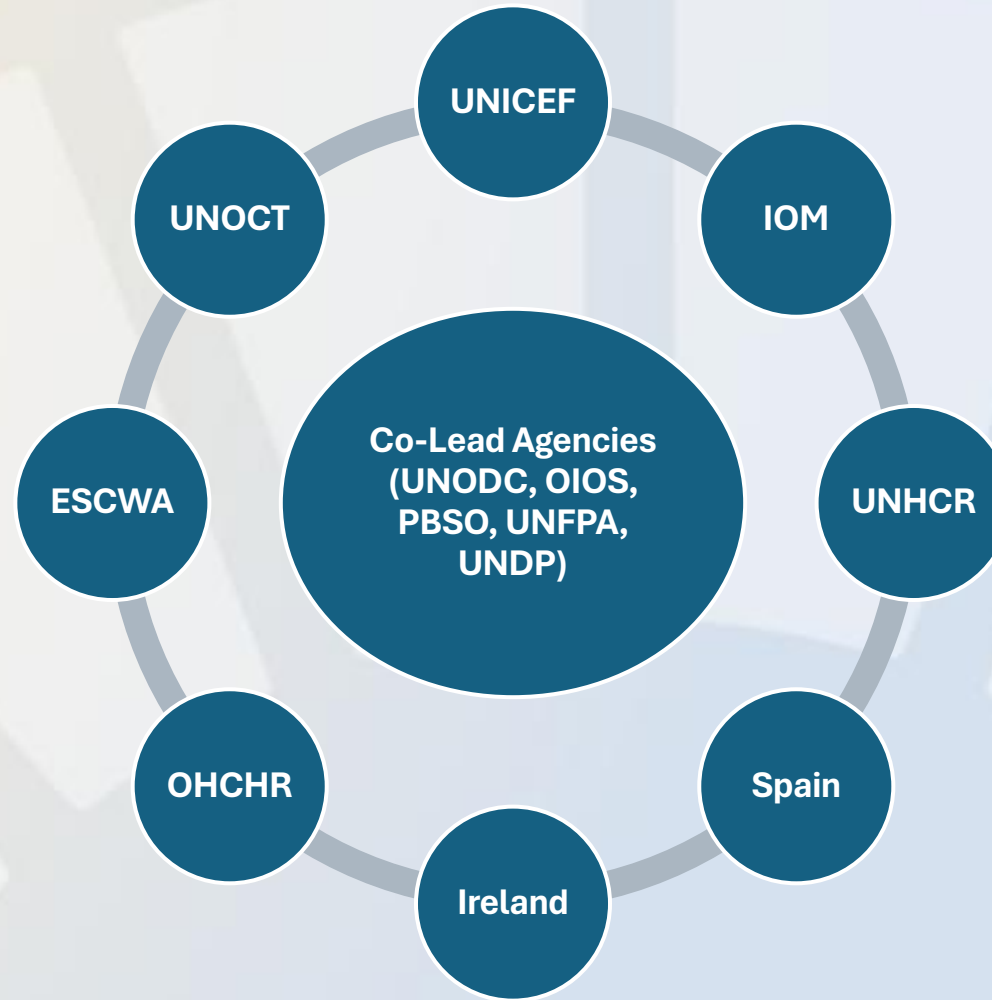 UNICEF
UNOCT
IOM
Co-Lead Agencies
(UNODC, OIOS,
PBSO, UNFPA,
UNDP)
ESCWA
UNHCR
OHCHR
Spain
Ireland